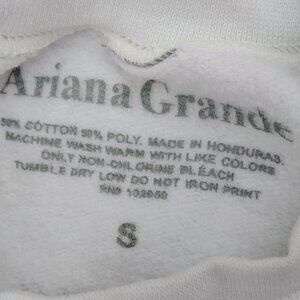 Ariana Grande
50% COTTON 50% POLY. MADE IN HONDURAS.
MACHINE WASH WARM WITH LIKE COLORS
ONLY NON-CHLORINE BLEACH
TUMBLE DRY LOW DO NOT IRON PRINT
S